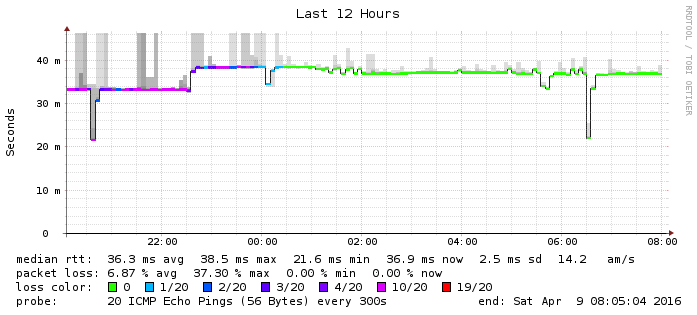 Last 12 Hours
RRDTOOL / TOBI OETIKER
Seconds
40 m
30 m
20 m
10 m
0
22:00 00:00 02:00 04:00 06:00 08:00
median rtt: 36.3 ms avg 38.5 ms max 21.6 ms min 36.9 ms now 2.5 ms sd 14.2 am/s
packet loss: 6.87 % avg 37.30 % max 0.00 % min 0.00 % now
loss color: 0 1/20 2/20 3/20 4/20 10/20 19/20
probe: 20 ICMP Echo Pings (56 Bytes) every 300s end: Sat Apr 9 08:05:04 2016